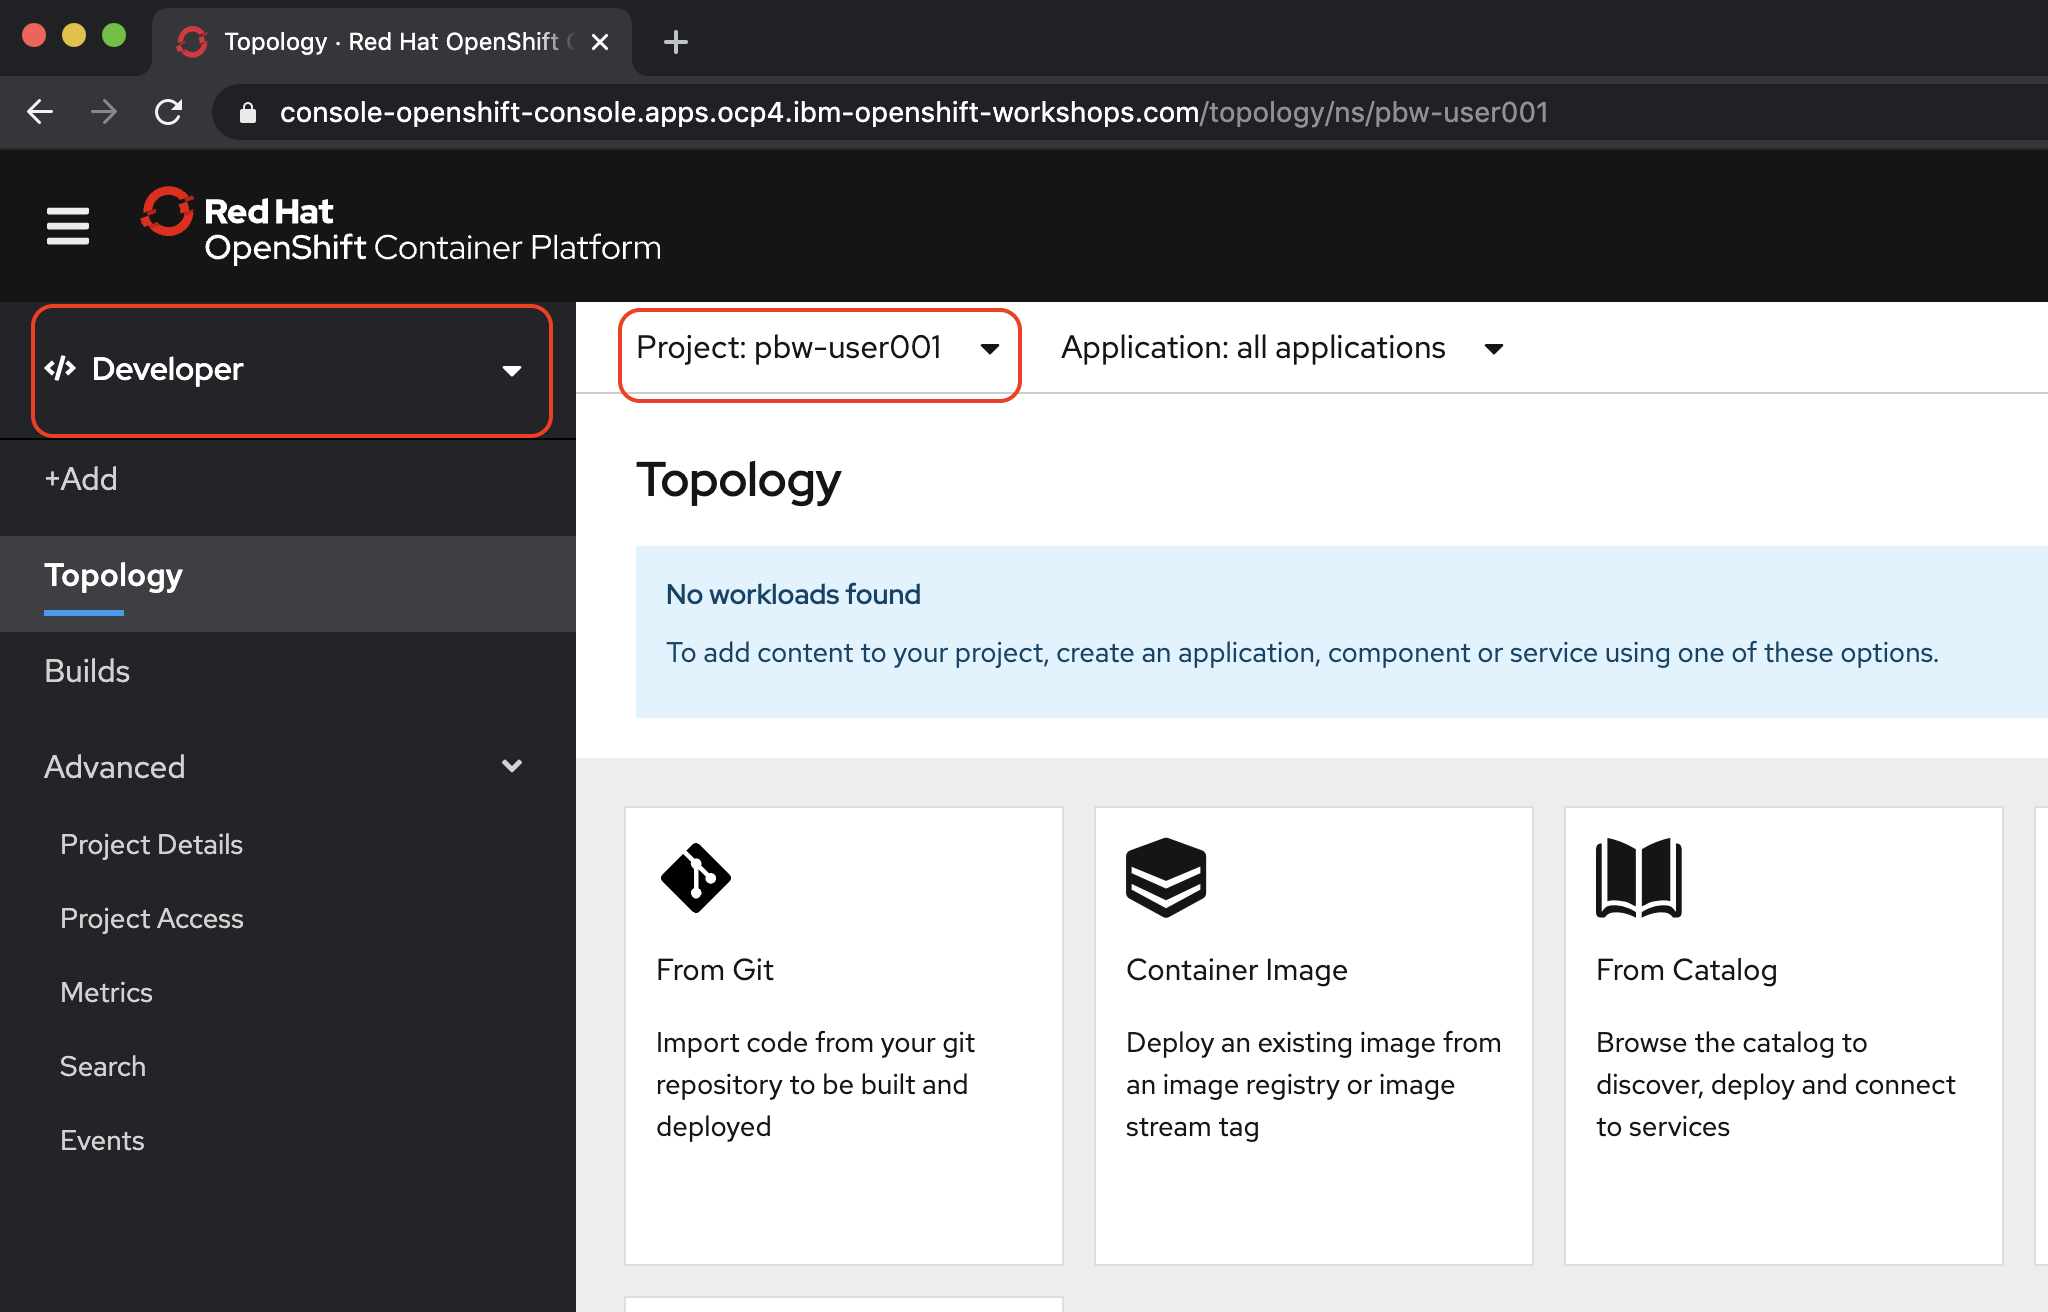 Topology · Red Hat OpenShift
console-openshift-console.apps.ocp4.ibm-openshift-workshops.com/topology/ns/pbw-user001
Red Hat
OpenShift Container Platform
Developer
Project: pbw-user001
Application: all applications
+Add
Topology
Builds
Advanced
Project Details
Project Access
Metrics
Search
Events
Topology
No workloads found
To add content to your project, create an application, component or service using one of these options.
From Git
Import code from your git
repository to be built and
deployed
Container Image
Deploy an existing image from
an image registry or image
stream tag
From Catalog
Browse the catalog to
discover, deploy and connect
to services